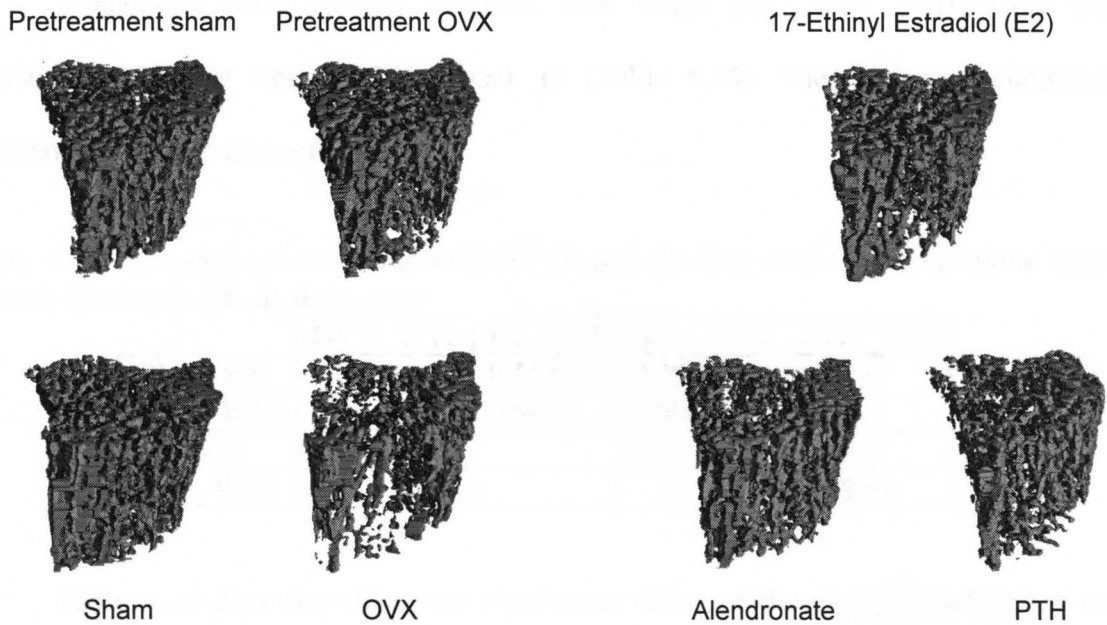 Pretreatment sham Pretreatment OVX 17-Ethinyl Estradiol (E2)
Sham OVX Alendronate PTH